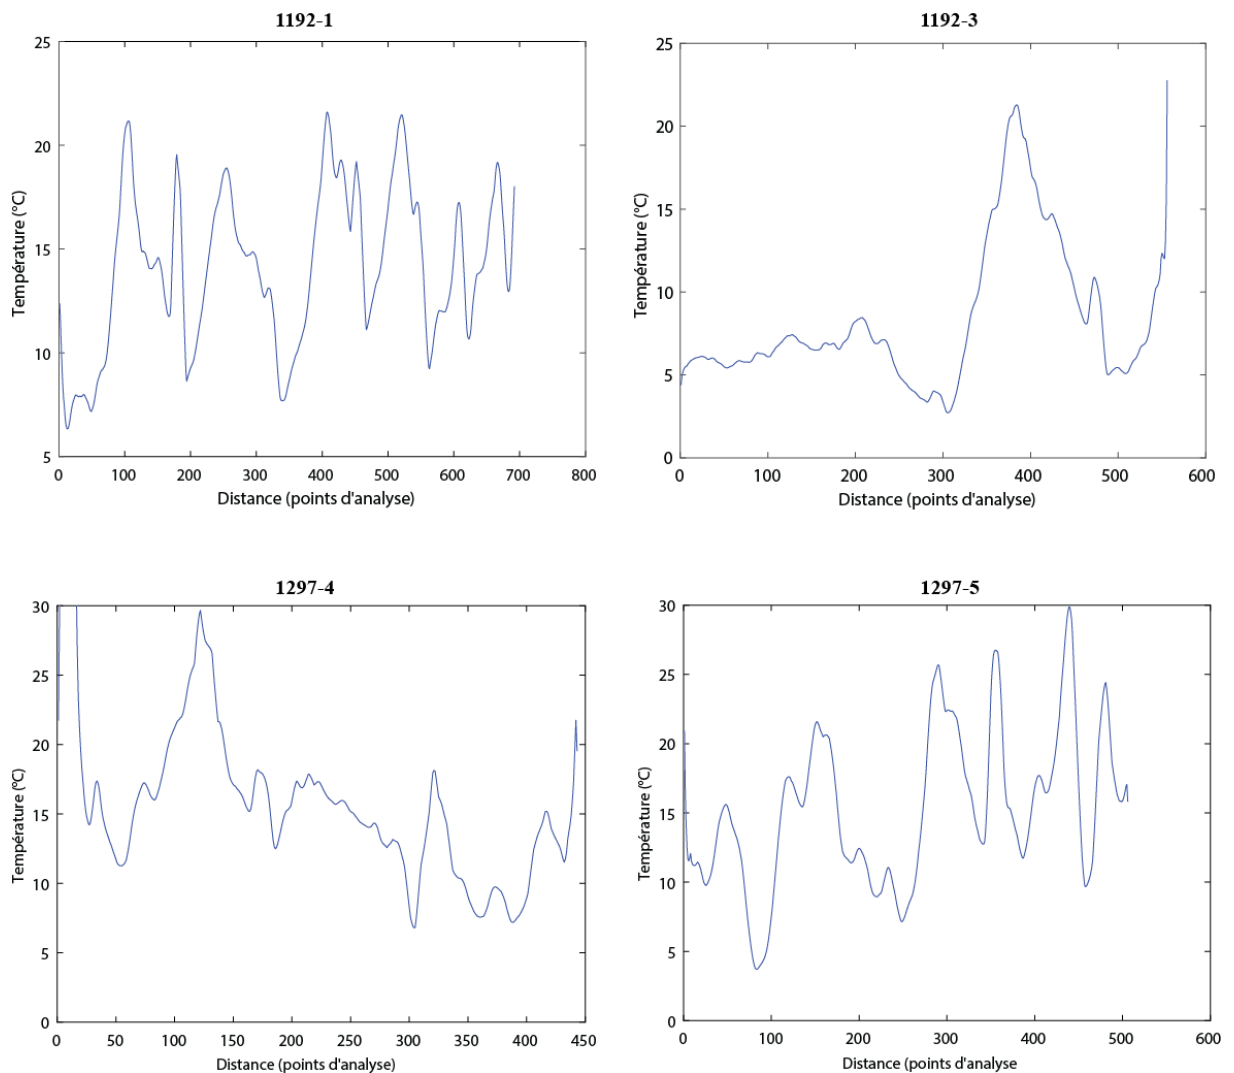 1192-1
25
20
15
10
5
Température (°C)
0 100 200 300 400 500 600 700 800
Distance (points d'analyse)
1192-3
25
20
15
10
5
0
Température (°C)
0 100 200 300 400 500 600
Distance (points d'analyse)
1297-4
30
25
20
15
10
5
0
Température (°C)
0 50 100 150 200 250 300 350 400 450
Distance (points d'analyse)
1297-5
30
25
20
15
10
5
0
Température (°C)
0 100 200 300 400 500 600
Distance (points d'analyse